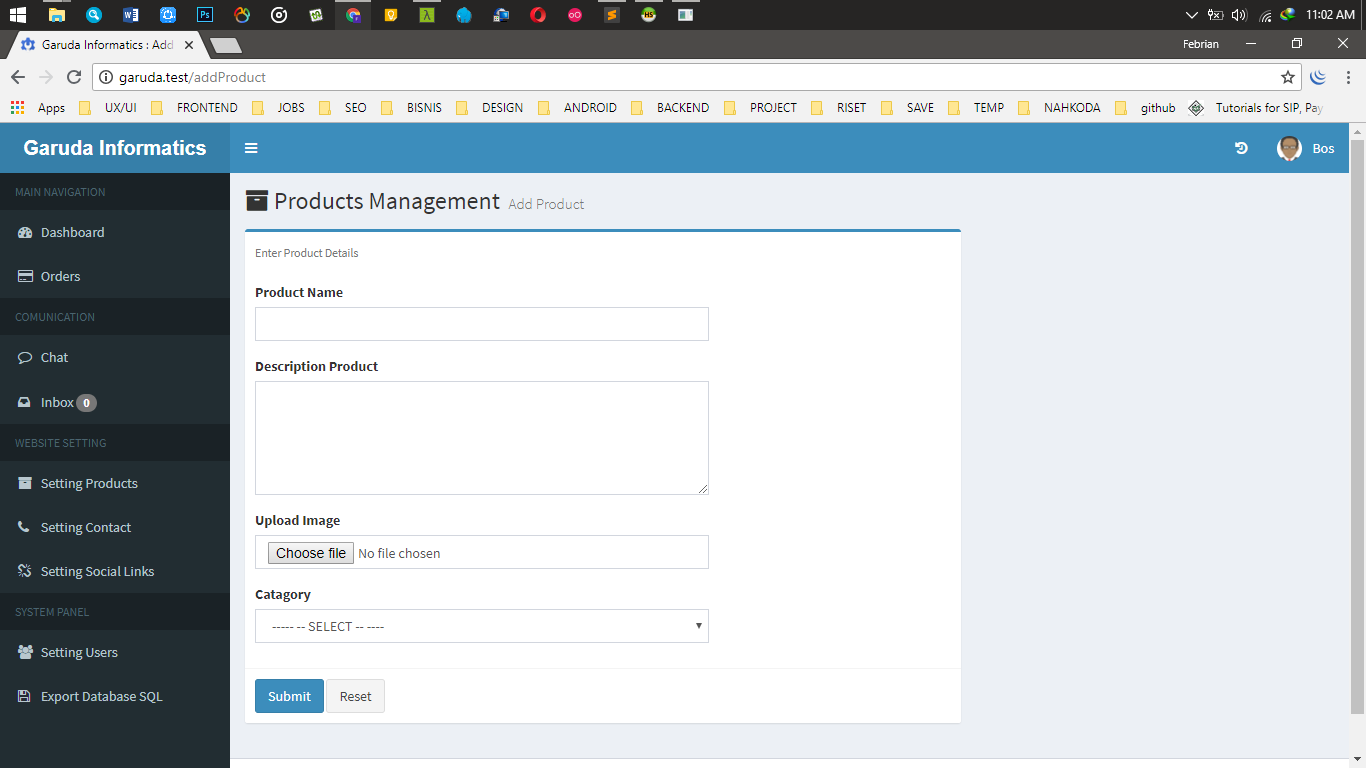 11:02 AM
Garuda Informatics : Add
Febrian
garuda.test/addProduct
Apps UX/UI FRONTEND JOBS SEO BISNIS DESIGN ANDROID BACKEND PROJECT RISET SAVE TEMP NAHKODA github Tutorials for SIP, Pay
Garuda Informatics
Bos
MAIN NAVIGATION
Dashboard
Orders
COMUNICATION
Chat
Inbox 0
WEBSITE SETTING
Setting Products
Setting Contact
Setting Social Links
SYSTEM PANEL
Setting Users
Export Database SQL
Products Management Add Product
Enter Product Details
Product Name
Description Product
Upload Image
Choose file No file chosen
Catagory
----- -- SELECT -- ----
Submit Reset